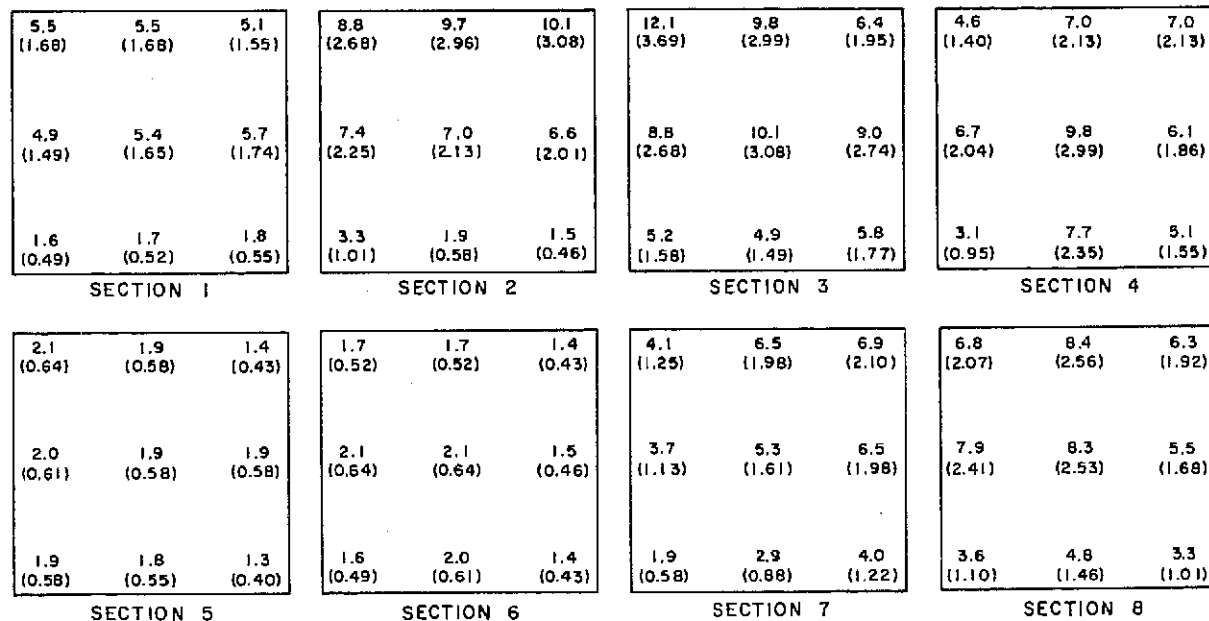 5.5 5.5 5.1
(1.68) (1.68) (1.55)
4.9 5.4 5.7
(1.49) (1.65) (1.74)
1.6 1.7 1.8
(0.49) (0.52) (0.55)
SECTION 1
8.8 9.7 10.1
(2.68) (2.96) (3.08)
7.4 7.0 6.6
(2.25) (2.13) (2.01)
3.3 1.9 1.5
(1.01) (0.58) (0.46)
SECTION 2
12.1 9.8 6.4
(3.69) (2.99) (1.95)
8.8 10.1 9.0
(2.68) (3.08) (2.74)
5.2 4.9 5.8
(1.58) (1.49) (1.77)
SECTION 3
4.6 7.0 7.0
(1.40) (2.13) (2.13)
6.7 9.8 6.1
(2.04) (2.99) (1.86)
3.1 7.7 5.1
(0.95) (2.35) (1.55)
SECTION 4
2.1 1.9 1.4
(0.64) (0.58) (0.43)
2.0 1.9 1.9
(0.61) (0.58) (0.58)
1.9 1.8 1.3
(0.58) (0.55) (0.40)
SECTION 5
1.7 1.7 1.4
(0.52) (0.52) (0.43)
2.1 2.1 1.5
(0.64) (0.64) (0.46)
1.6 2.0 1.4
(0.49) (0.61) (0.43)
SECTION 6
4.1 6.5 6.9
(1.25) (1.98) (2.10)
3.7 5.3 6.5
(1.13) (1.61) (1.98)
1.9 2.9 4.0
(0.58) (0.88) (1.22)
SECTION 7
6.8 8.4 6.3
(2.07) (2.56) (1.92)
7.9 8.3 5.5
(2.41) (2.53) (1.68)
3.6 4.8 3.3
(1.10) (1.46) (1.01)
SECTION 8